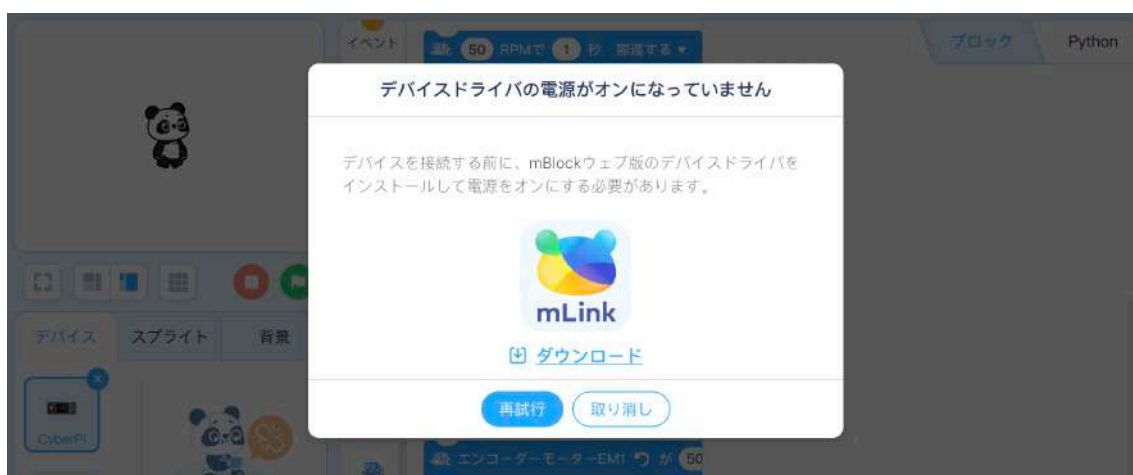 イベント
50 RPMで 1 秒 前進する
ブロック
Python
デバイスドライバの電源がオンになっていません
デバイスを接続する前に、mBlockウェブ版のデバイスドライバを
インストールして電源をオンにする必要があります。
mLink
ダウンロード
再試行
取り消し
デバイス
スプライト
背景
CyberPi
エンコーダーモーターEM1 が 50